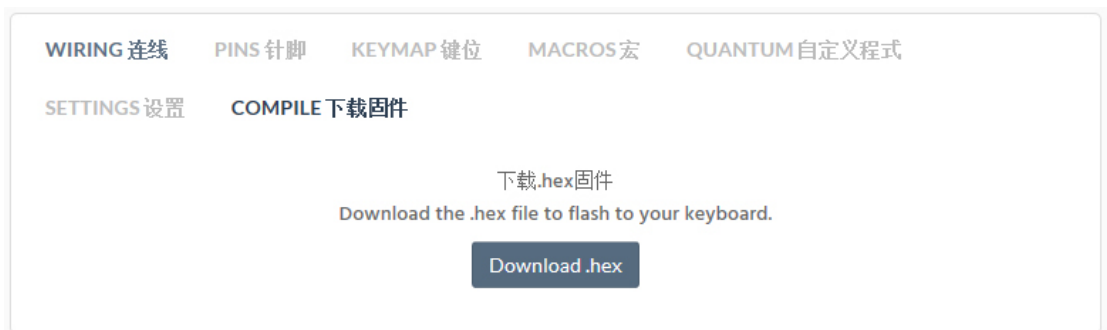 WIRING 连线 PINS 针脚 KEYMAP 键位 MACROS 宏 QUANTUM 自定义程式
SETTINGS 设置 COMPILE 下载固件
下载.hex固件
Download the .hex file to flash to your keyboard.
Download .hex